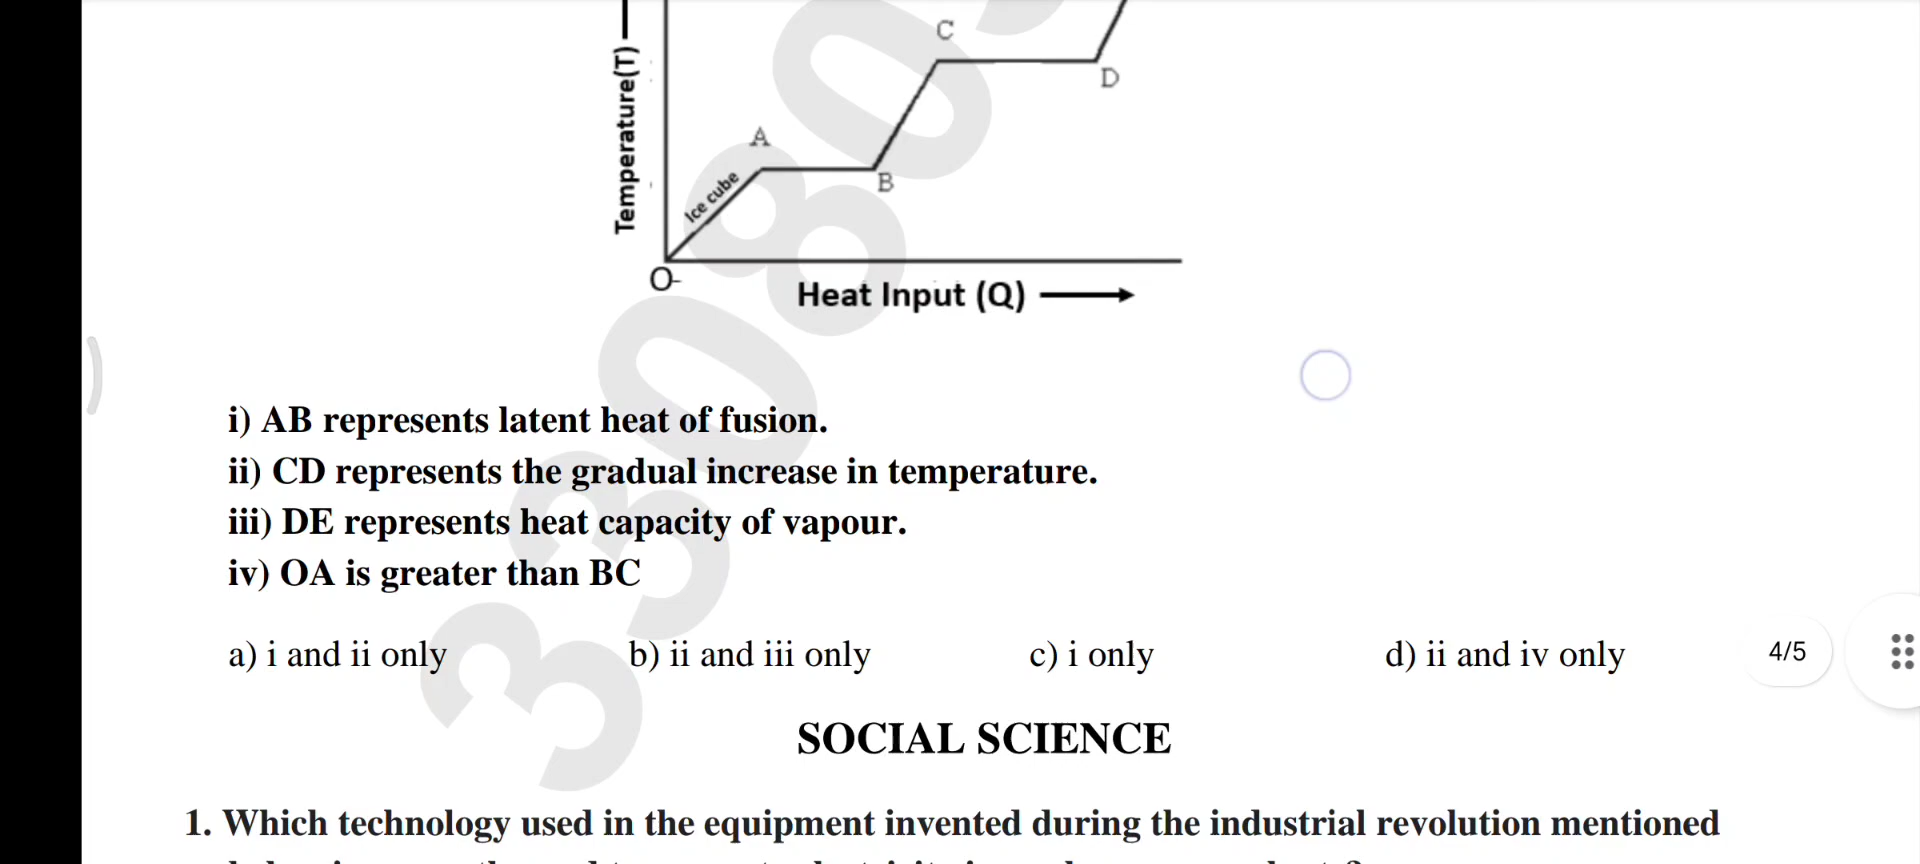 C
Temperature(T)
D
A
Ice cube
B
O
Heat Input (Q)
i) AB represents latent heat of fusion.
ii) CD represents the gradual increase in temperature.
iii) DE represents heat capacity of vapour.
iv) OA is greater than BC
a) i and ii only b) ii and iii only c) i only d) ii and iv only
4/5
SOCIAL SCIENCE
1. Which technology used in the equipment invented during the industrial revolution mentioned